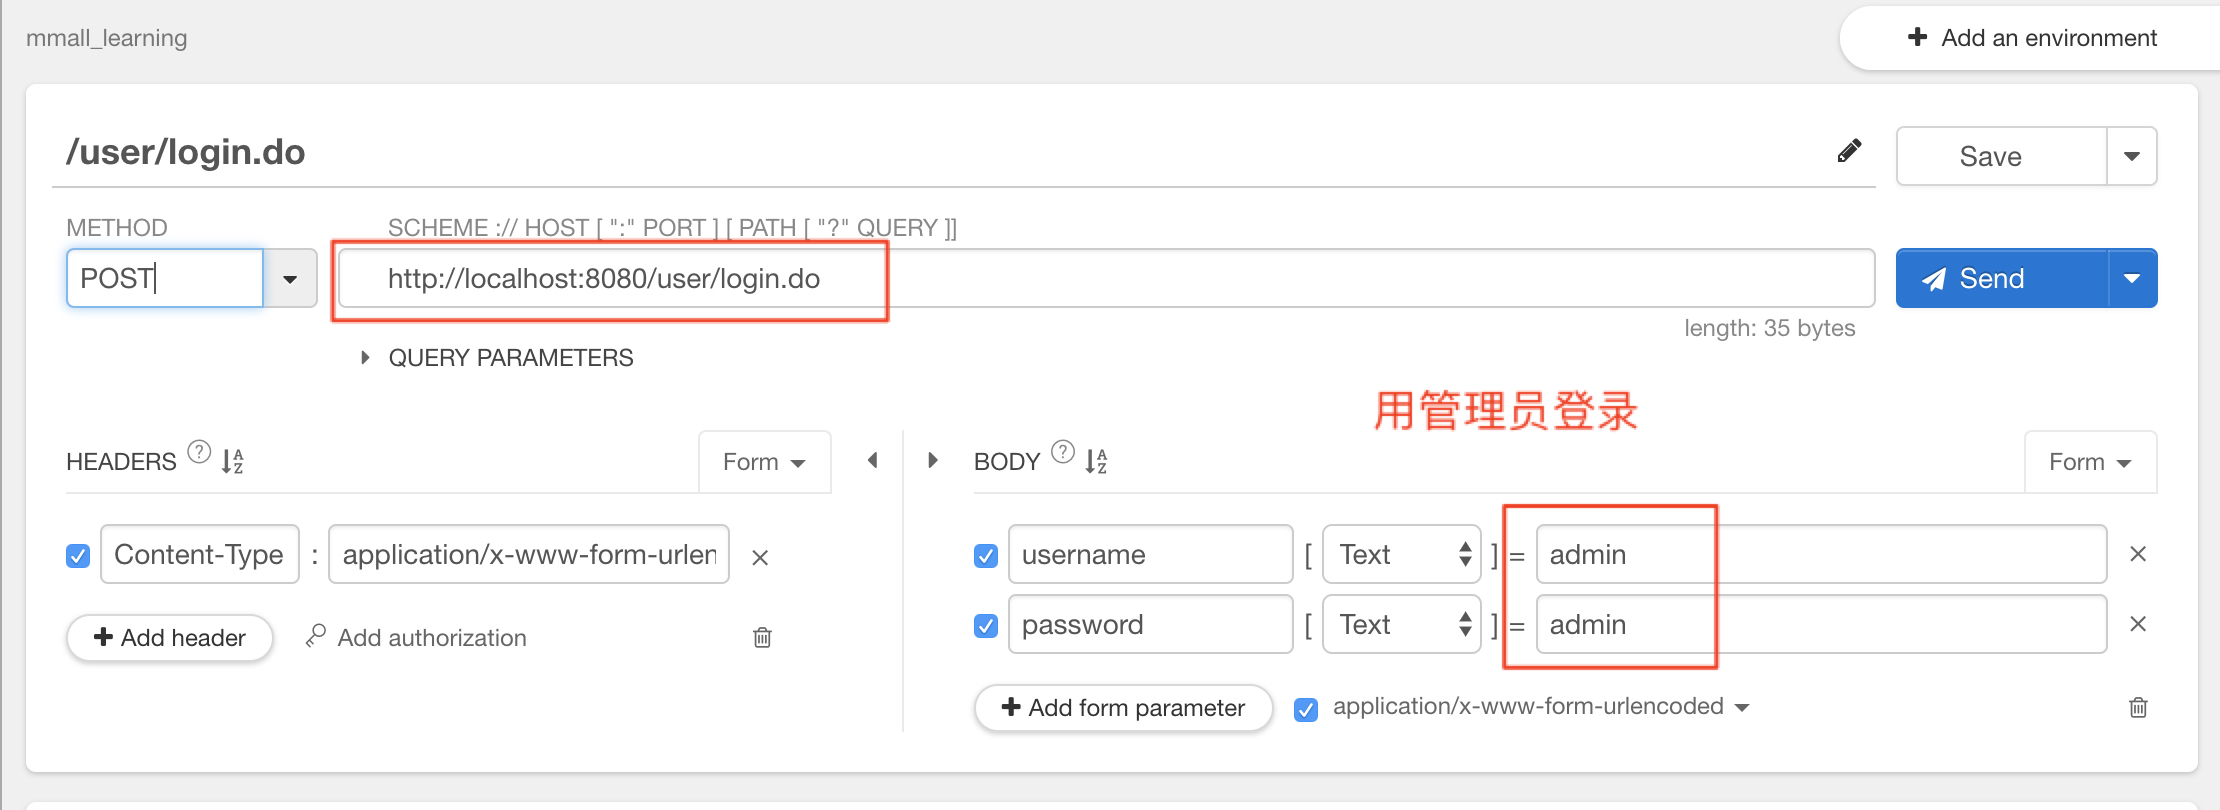 mmall_learning
Add an environment
/user/login.do
Save
METHOD
SCHEME :// HOST [ ":" PORT ] [ PATH [ "?" QUERY ]]
POST
http://localhost:8080/user/login.do
Send
length: 35 bytes
QUERY PARAMETERS
用管理员登录
HEADERS ? A Z
Form
BODY ? A Z
Form
Content-Type : application/x-www-form-urlen
username [ Text ] = admin
Add header
Add authorization
password [ Text ] = admin
Add form parameter
application/x-www-form-urlencoded